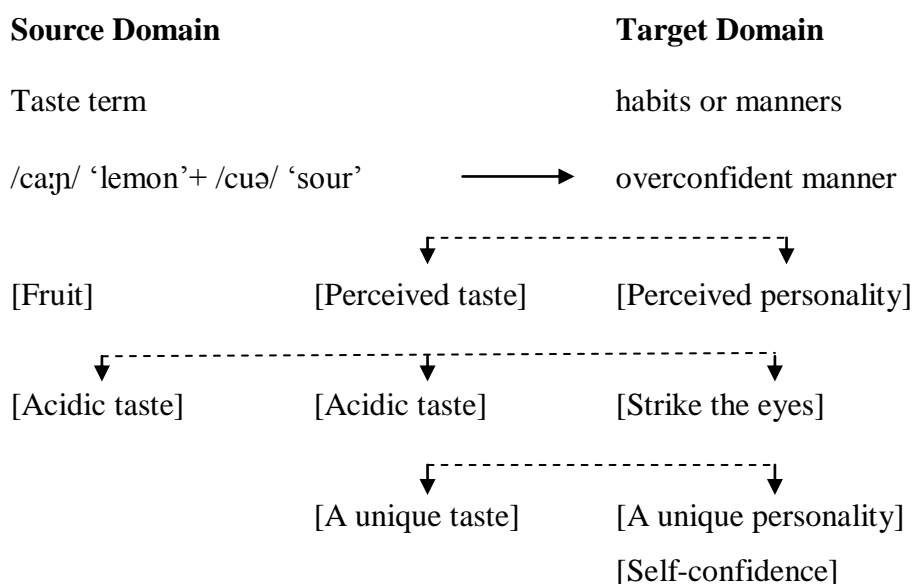 Source Domain Target Domain
Taste term habits or manners
/ca:ɲ/ ‘lemon’+ /cuə/ ‘sour’ overconfident manner
[Fruit] [Perceived taste] [Perceived personality]
[Acidic taste] [Acidic taste] [Strike the eyes]
[A unique taste] [A unique personality]
[Self-confidence]